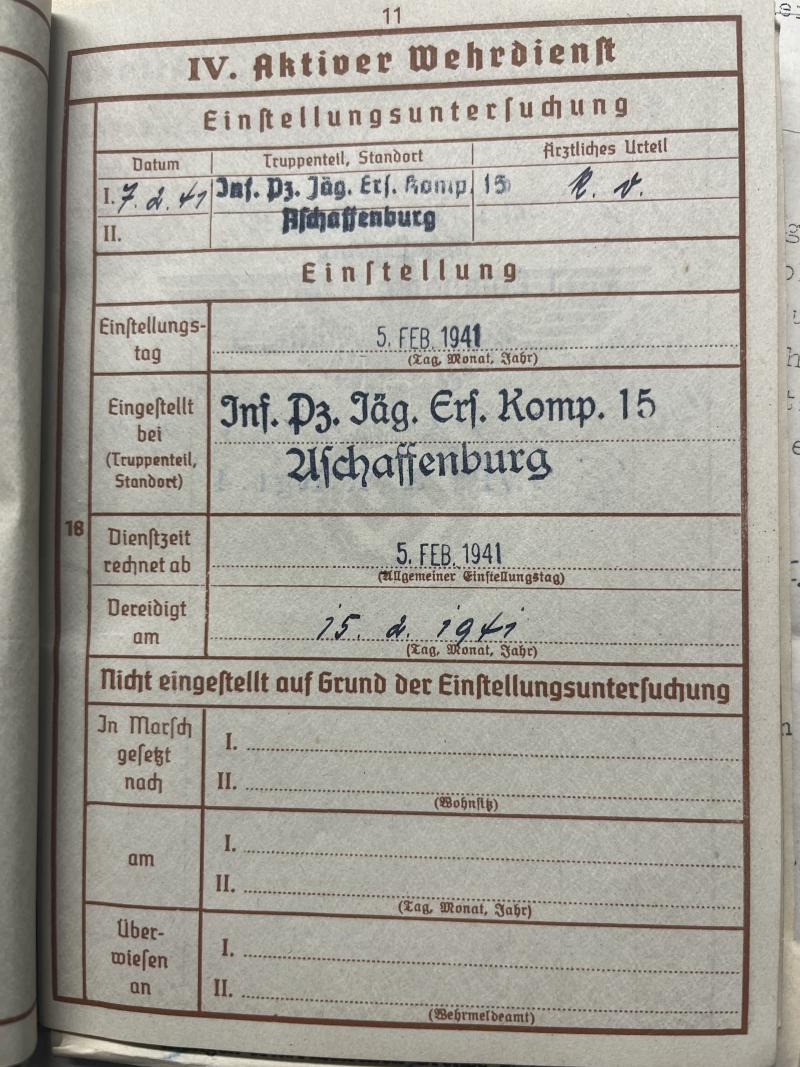 11
IV. Aktiver Wehrdienſt
Einſtellungsunterſuchung
Datum Truppenteil, Standort Ärztliches Urteil
I. 7. 2. 41 Inf. Pz. Jäg. Erſ. Komp. 15 k. v.
II. Aſchaffenburg
Einſtellung
Einſtellungs-
tag
5. FEB. 1941
(Tag, Monat, Jahr)
Eingeſtellt
bei
(Truppenteil,
Standort)
Inf. Pz. Jäg. Erſ. Komp. 15
Aſchaffenburg
18
Dienſtzeit
rechnet ab
5. FEB. 1941
(Allgemeiner Einſtellungstag)
Vereidigt
am
15. 2. 1941
(Tag, Monat, Jahr)
Nicht eingeſtellt auf Grund der Einſtellungsunterſuchung
In Marſch
geſetzt
nach
I.
II.
(Wohnſitz)
am
I.
II.
(Tag, Monat, Jahr)
Über-
wieſen
an
I.
II.
(Wehrmeldeamt)